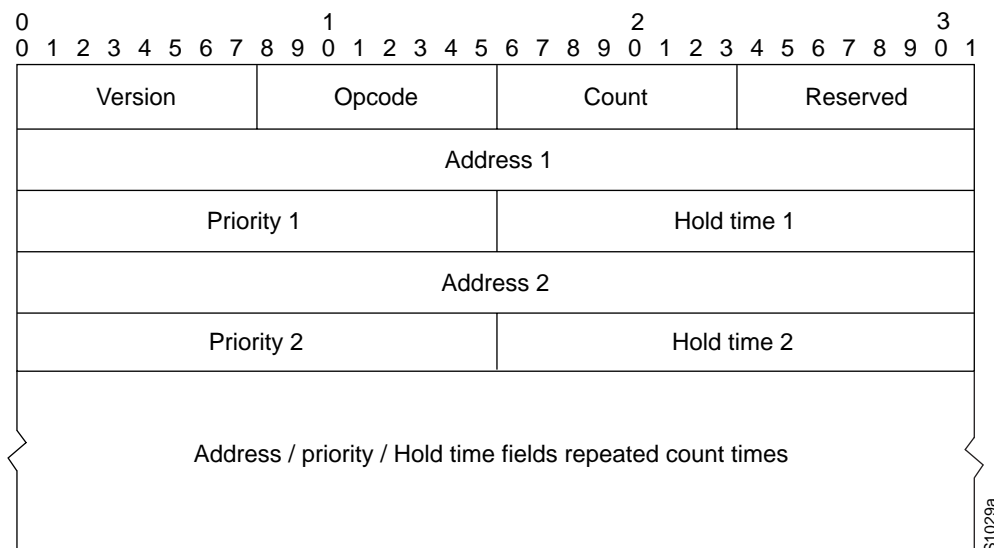 0 1 2 3
0 1 2 3 4 5 6 7 8 9 0 1 2 3 4 5 6 7 8 9 0 1 2 3 4 5 6 7 8 9 0 1
Version Opcode Count Reserved
Address 1
Priority 1 Hold time 1
Address 2
Priority 2 Hold time 2
Address / priority / Hold time fields repeated count times
S1029a